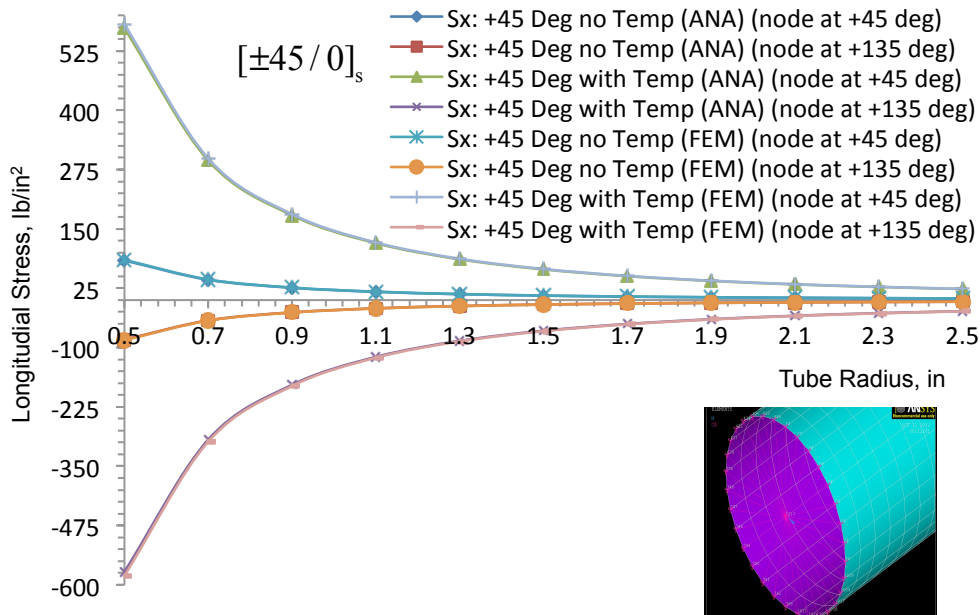 Sx: +45 Deg no Temp (ANA) (node at +45 deg)
Sx: +45 Deg no Temp (ANA) (node at +135 deg)
Sx: +45 Deg with Temp (ANA) (node at +45 deg)
Sx: +45 Deg with Temp (ANA) (node at +135 deg)
Sx: +45 Deg no Temp (FEM) (node at +45 deg)
Sx: +45 Deg no Temp (FEM) (node at +135 deg)
Sx: +45 Deg with Temp (FEM) (node at +45 deg)
Sx: +45 Deg with Temp (FEM) (node at +135 deg)
[±45 / 0]s
Longitudial Stress, lb/in²
525
400
275
150
25
-100
-225
-350
-475
-600
0.5 0.7 0.9 1.1 1.3 1.5 1.7 1.9 2.1 2.3 2.5
Tube Radius, in
ELEMENTS
ANSYS
Noncommercial use only